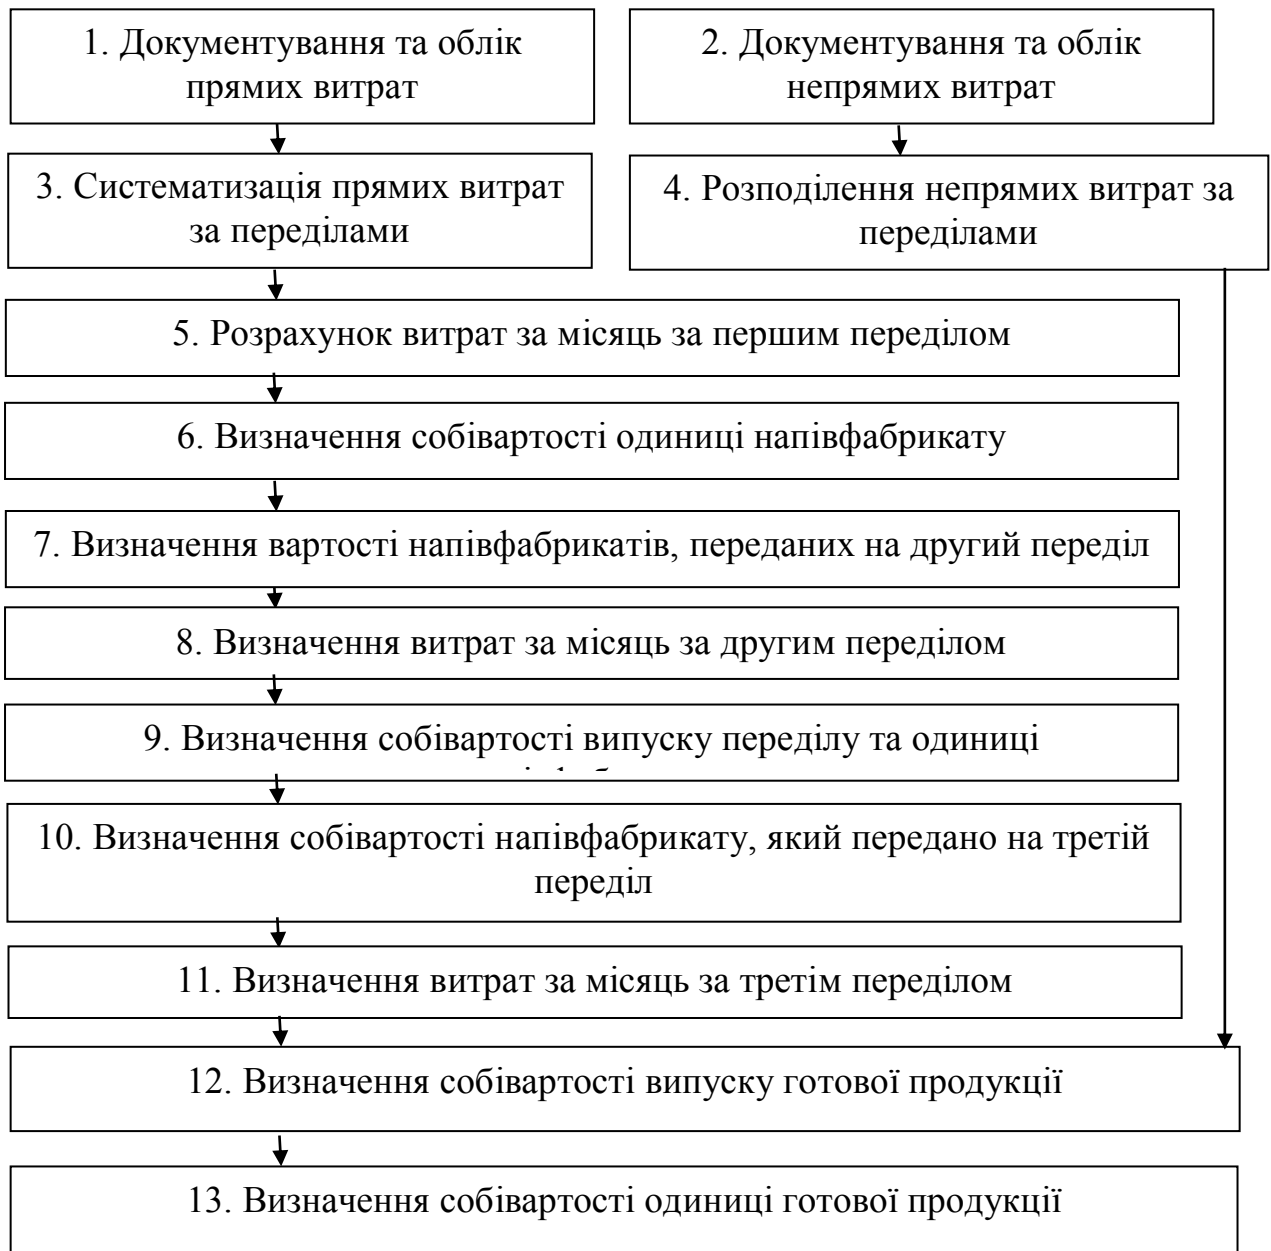 1. Документування та облік
прямих витрат
2. Документування та облік
непрямих витрат
3. Систематизація прямих витрат
за переділами
4. Розподілення непрямих витрат за
переділами
5. Розрахунок витрат за місяць за першим переділом
6. Визначення собівартості одиниці напівфабрикату
7. Визначення вартості напівфабрикатів, переданих на другий переділ
8. Визначення витрат за місяць за другим переділом
9. Визначення собівартості випуску переділу та одиниці
10. Визначення собівартості напівфабрикату, який передано на третій
переділ
11. Визначення витрат за місяць за третім переділом
12. Визначення собівартості випуску готової продукції
13. Визначення собівартості одиниці готової продукції